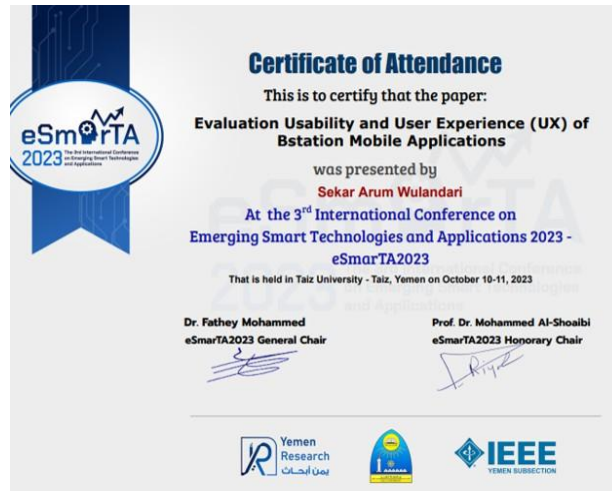 eSmarTA
2023 The 3rd International Conference
on Emerging Smart Technologies
and Applications
Certificate of Attendance
This is to certify that the paper:
Evaluation Usability and User Experience (UX) of
Bstation Mobile Applications
was presented by
Sekar Arum Wulandari
At the 3rd International Conference on
Emerging Smart Technologies and Applications 2023 -
eSmarTA2023
That is held in Taiz University - Taiz, Yemen on October 10-11, 2023
Dr. Fathey Mohammed
eSmarTA2023 General Chair
Prof. Dr. Mohammed Al-Shoaibi
eSmarTA2023 Honorary Chair
Yemen
Research
يمن أبحاث
IEEE
YEMEN SUBSECTION